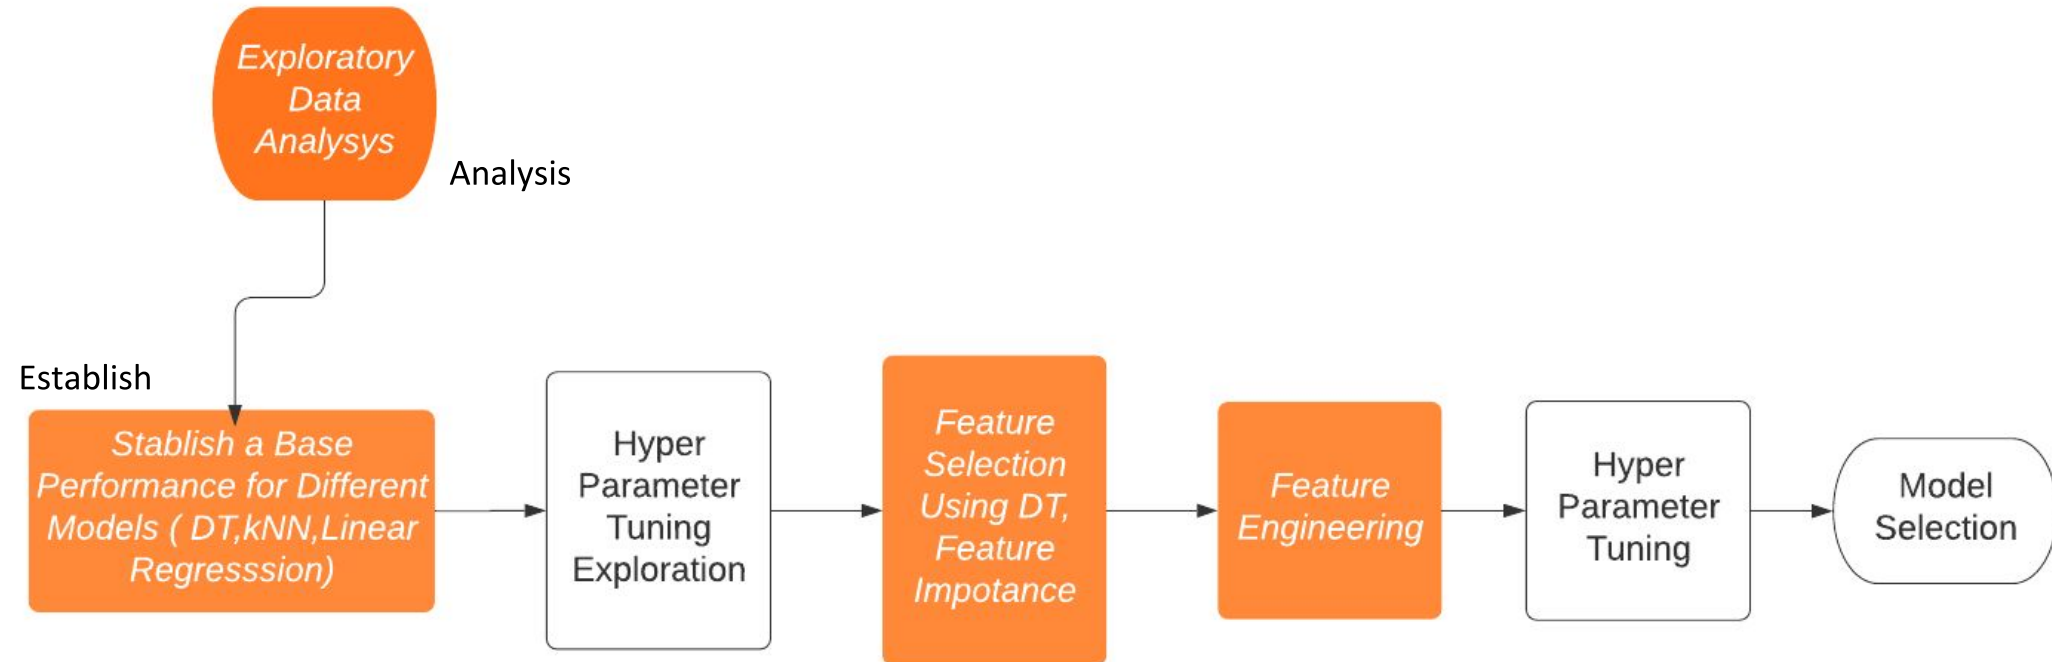 Exploratory
Data
Analysys
Analysis
Establish
Stablish a Base
Performance for Different
Models ( DT,kNN,Linear
Regresssion)
Hyper
Parameter
Tuning
Exploration
Feature
Selection
Using DT,
Feature
Impotance
Feature
Engineering
Hyper
Parameter
Tuning
Model
Selection